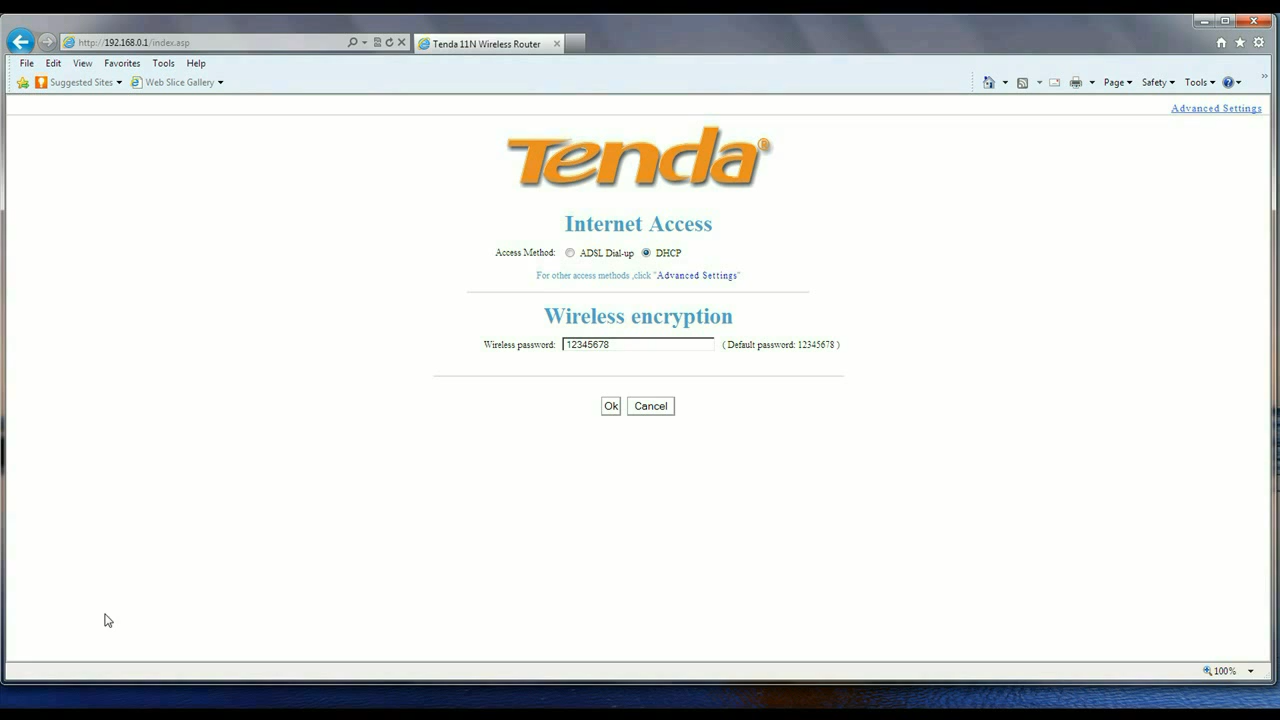 http://192.168.0.1/index.asp
Tenda 11N Wireless Router
File Edit View Favorites Tools Help
Suggested Sites Web Slice Gallery Page Safety Tools
Advanced Settings
Tenda®
Internet Access
Access Method: ADSL Dial-up DHCP
For other access methods ,click "Advanced Settings"
Wireless encryption
Wireless password: 12345678 ( Default password: 12345678 )
Ok Cancel
100%